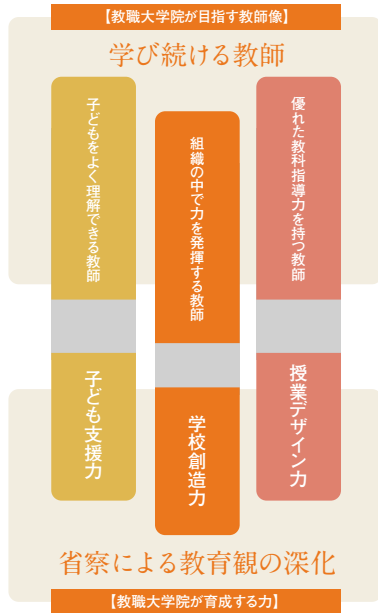 【教職大学院が目指す教師像】
学び続ける教師
子どもをよく理解できる教師
組織の中で力を発揮する教師
優れた教科指導力を持つ教師
子ども支援力
学校創造力
授業デザイン力
省察による教育観の深化
【教職大学院が育成する力】